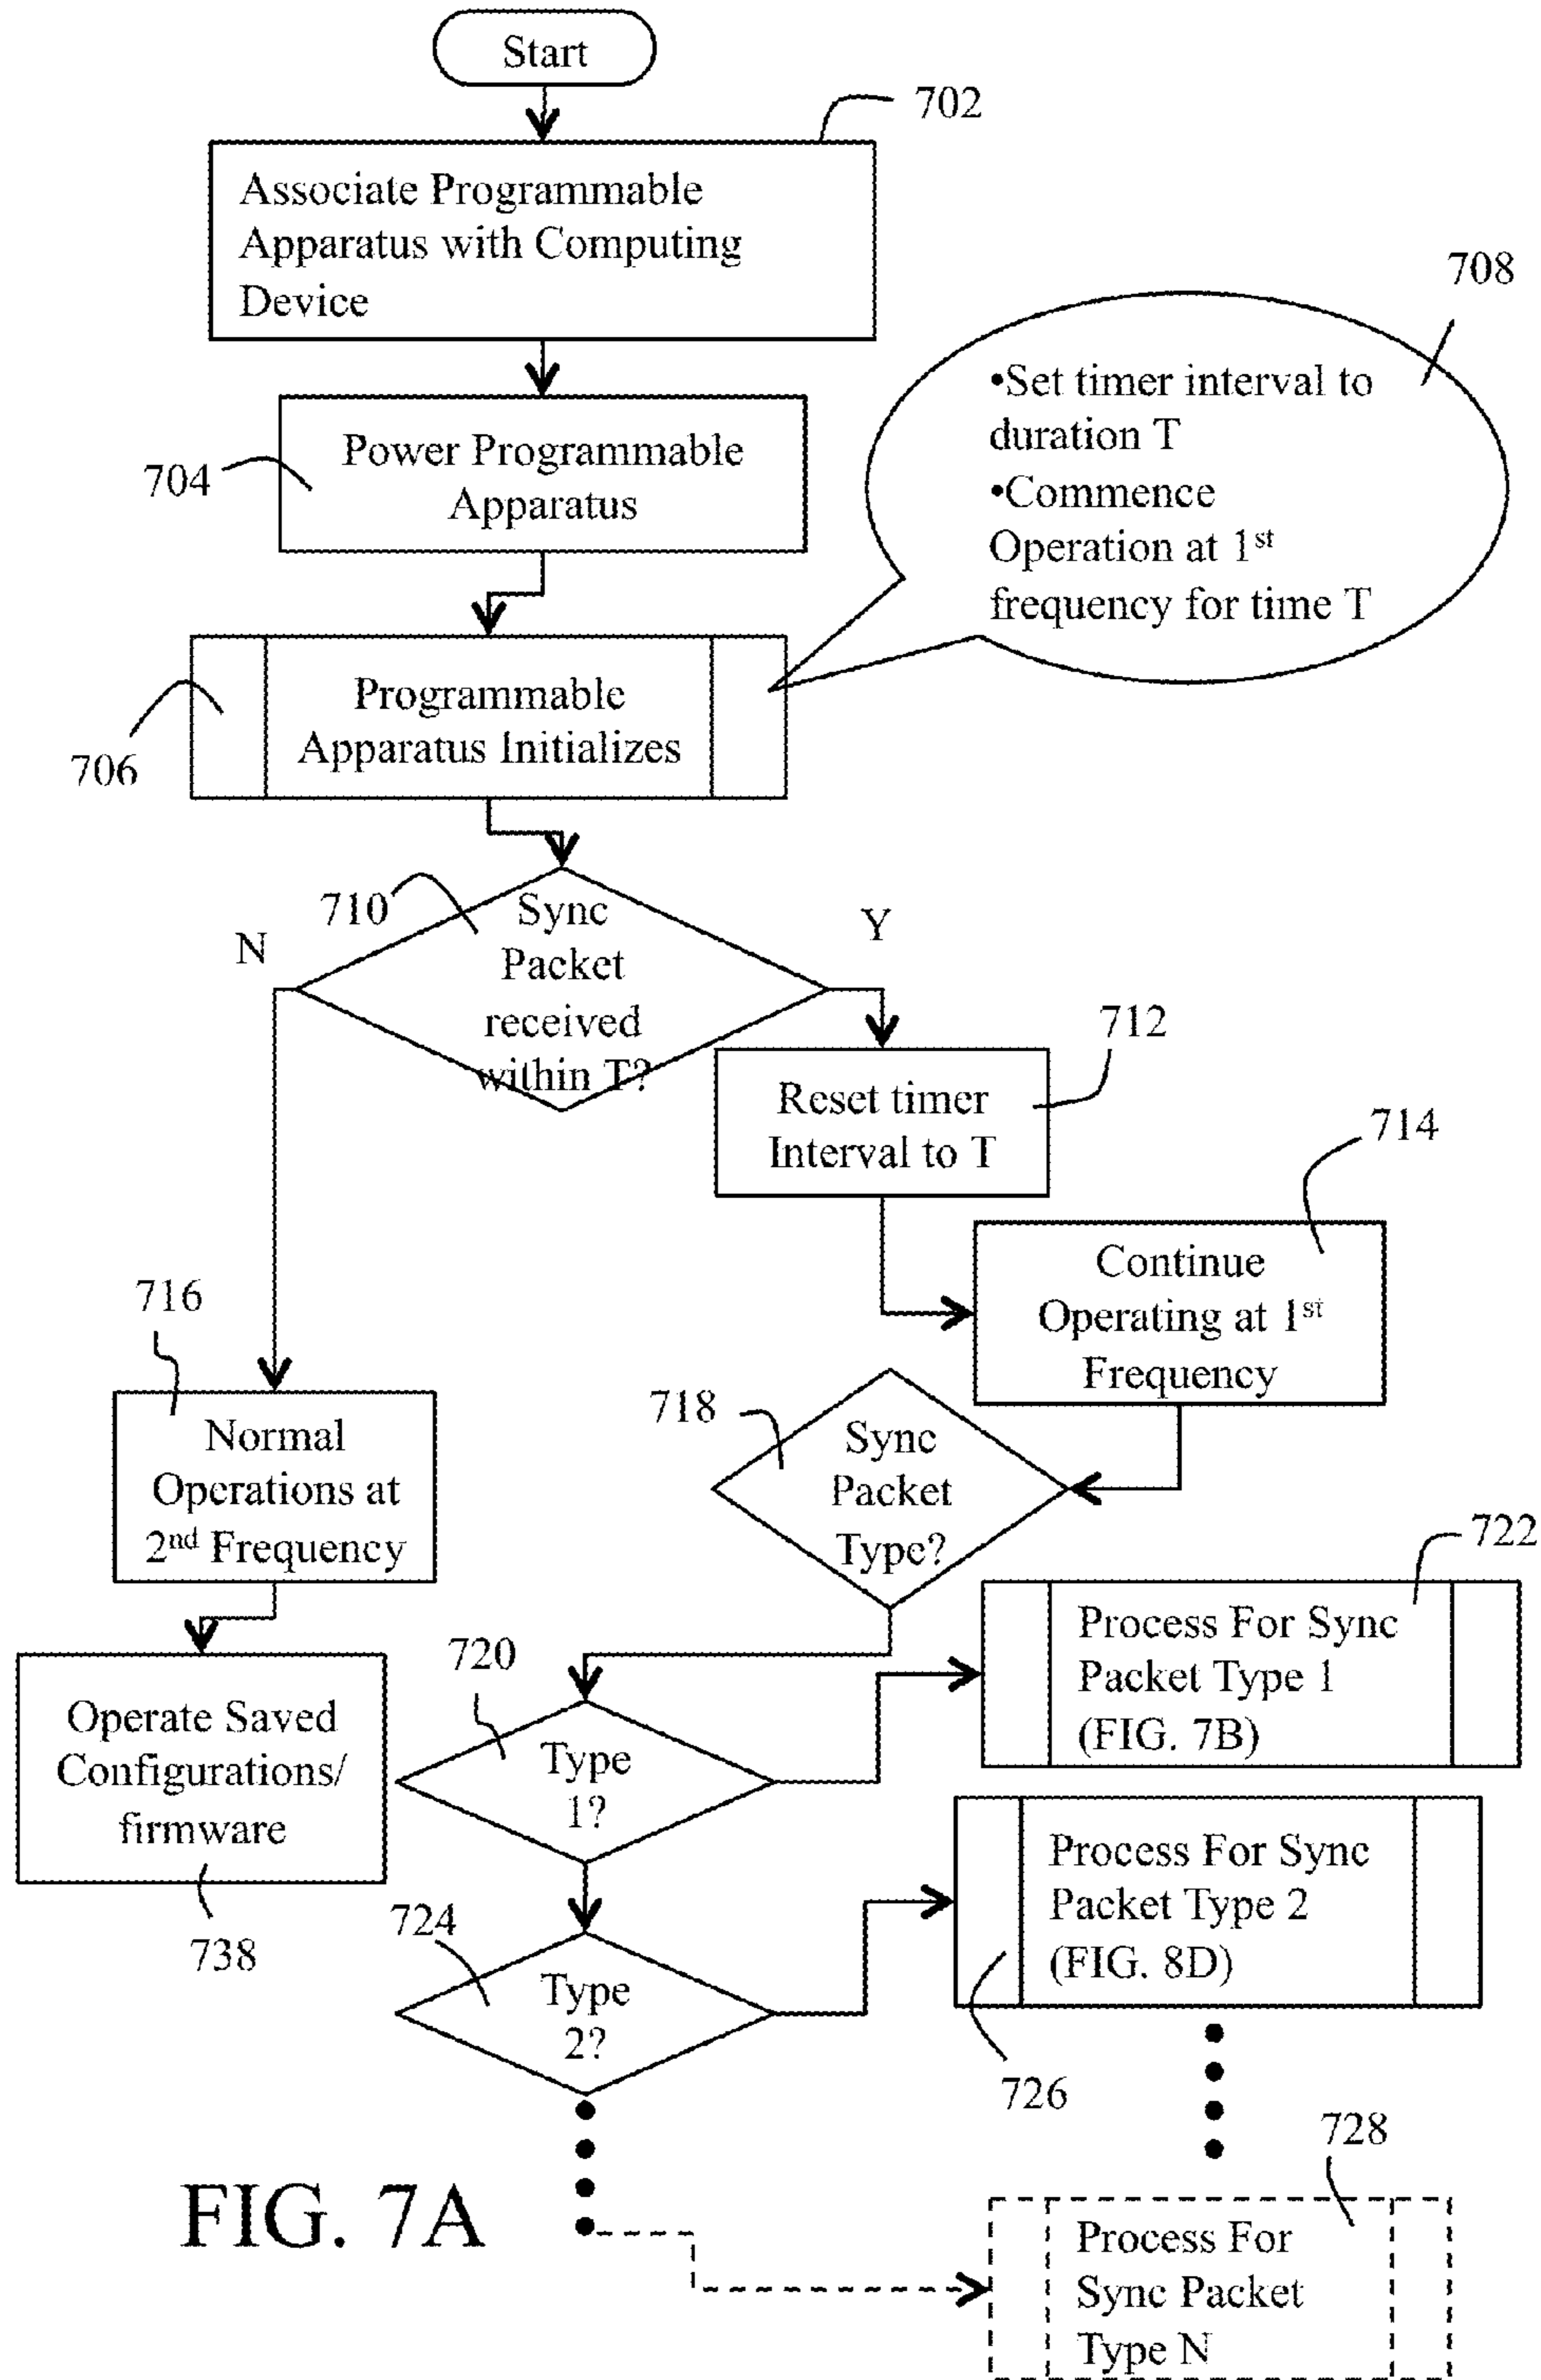 Start
702
Associate Programmable
Apparatus with Computing
Device
708
•Set timer interval to
duration T
•Commence
Operation at 1st
frequency for time T
704
Power Programmable
Apparatus
706
Programmable
Apparatus Initializes
710
Sync
Packet
received
within T?
N
Y
712
Reset timer
Interval to T
714
Continue
Operating at 1st
Frequency
716
Normal
Operations at
2nd Frequency
718
Sync
Packet
Type?
722
Process For Sync
Packet Type 1
(FIG. 7B)
720
Type
1?
Operate Saved
Configurations/
firmware
738
724
Type
2?
Process For Sync
Packet Type 2
(FIG. 8D)
726
728
Process For
Sync Packet
Type N
FIG. 7A